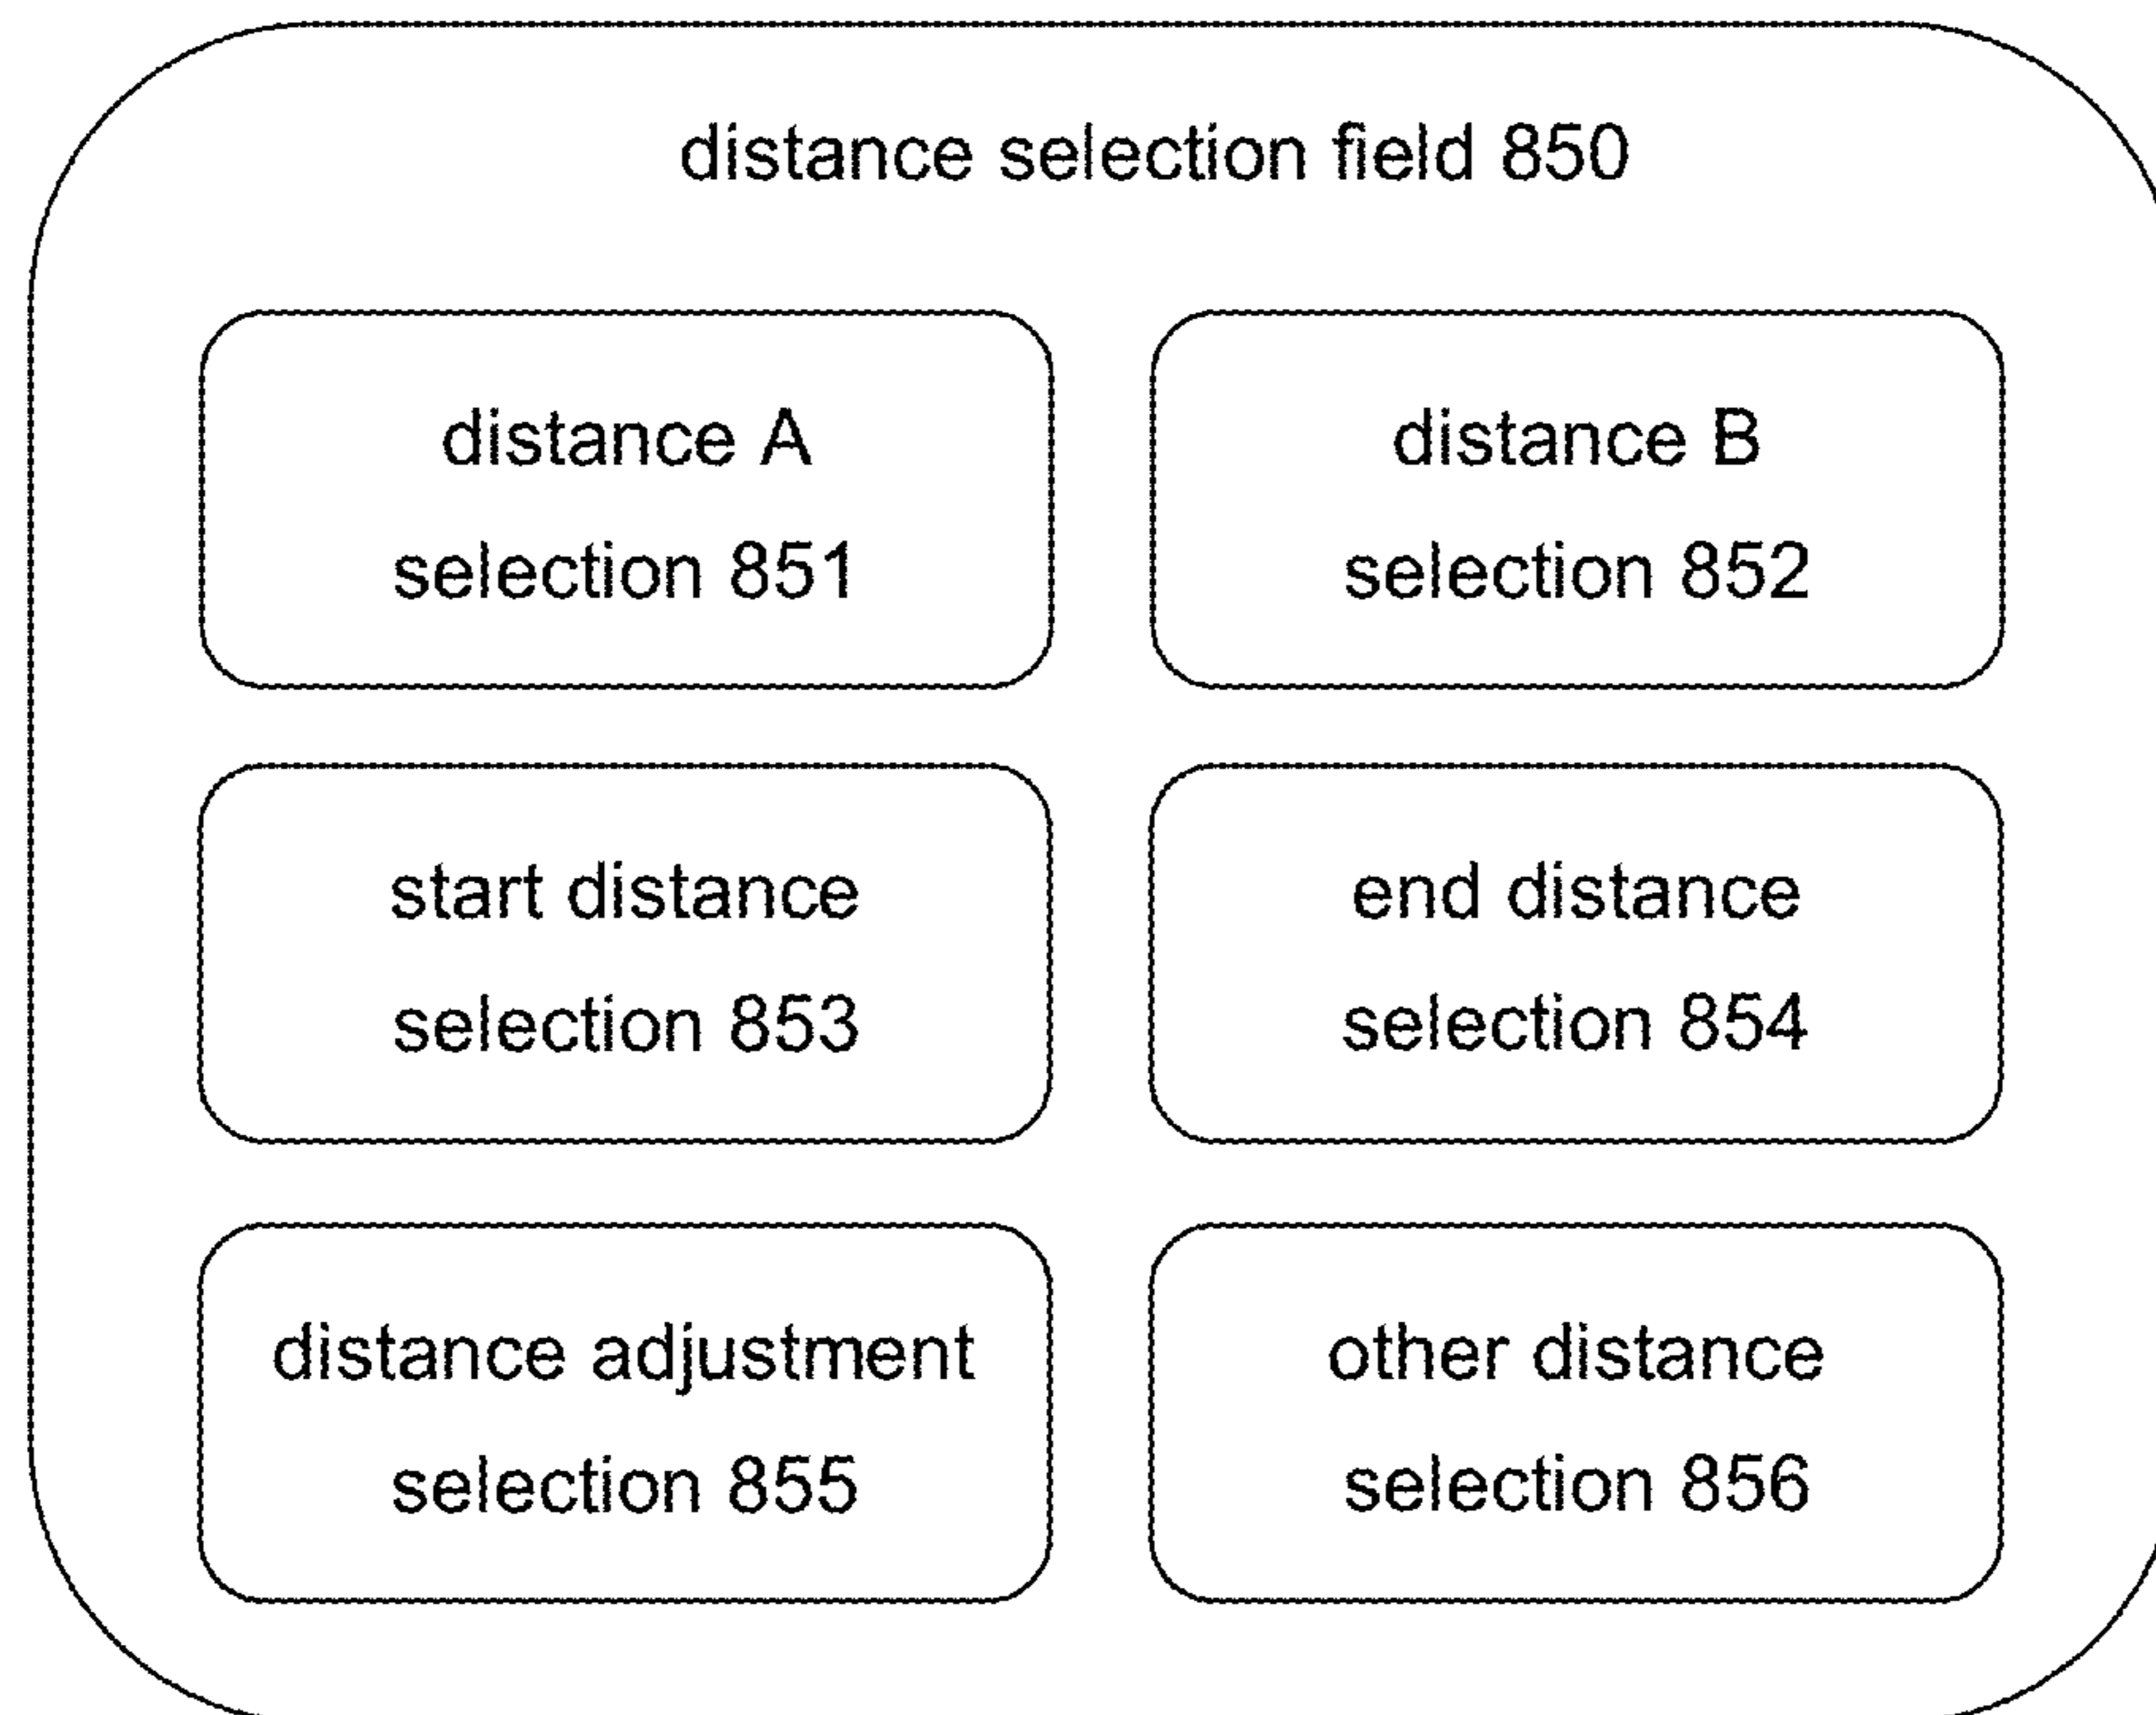 distance selection field 850
distance A
selection 851
distance B
selection 852
start distance
selection 853
end distance
selection 854
distance adjustment
selection 855
other distance
selection 856